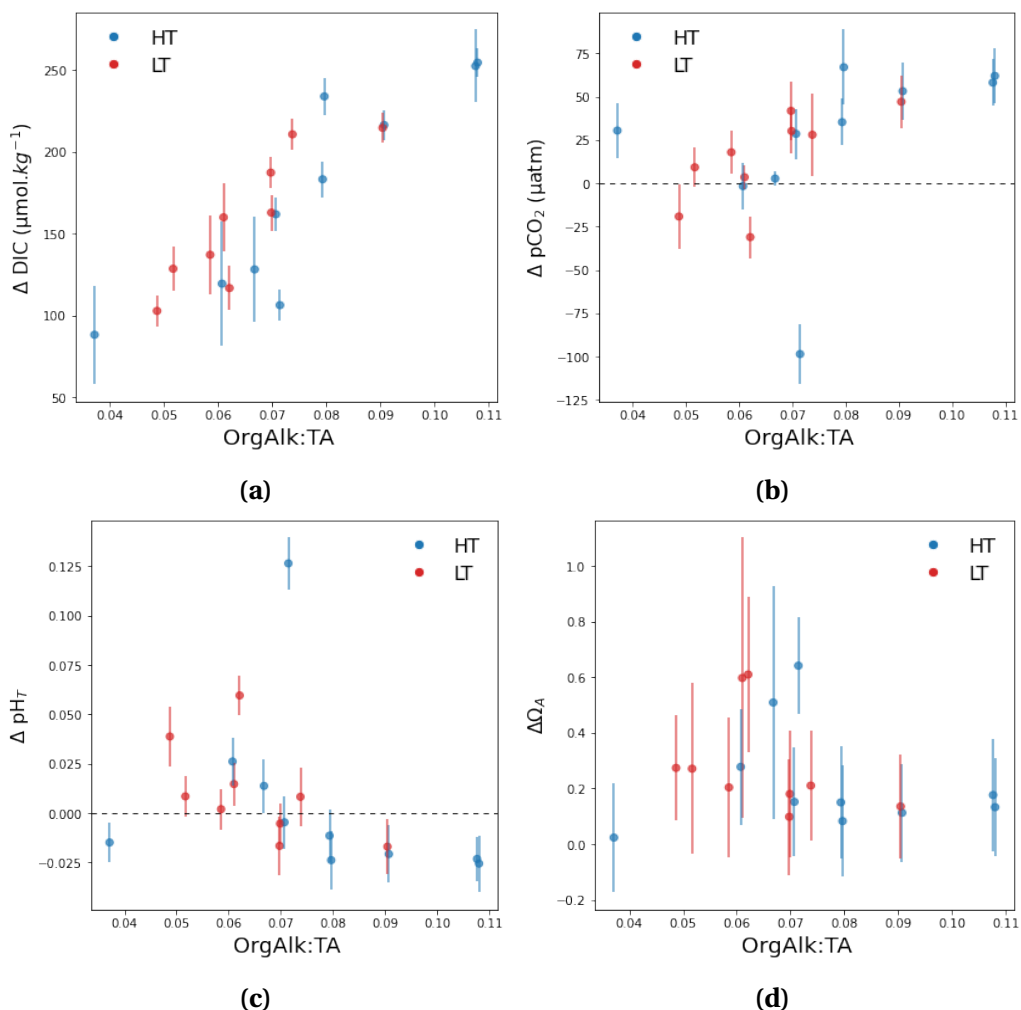 HT
LT
250
200
150
100
50
Δ DIC (μmol.kg⁻¹)
0.04 0.05 0.06 0.07 0.08 0.09 0.10 0.11
OrgAlk:TA
(a)
HT
LT
75
50
25
0
−25
−50
−75
−100
−125
Δ pCO₂ (μatm)
0.04 0.05 0.06 0.07 0.08 0.09 0.10 0.11
OrgAlk:TA
(b)
HT
LT
0.125
0.100
0.075
0.050
0.025
0.000
−0.025
Δ pH_T
0.04 0.05 0.06 0.07 0.08 0.09 0.10 0.11
OrgAlk:TA
(c)
HT
LT
1.0
0.8
0.6
0.4
0.2
0.0
−0.2
ΔΩ_A
0.04 0.05 0.06 0.07 0.08 0.09 0.10 0.11
OrgAlk:TA
(d)